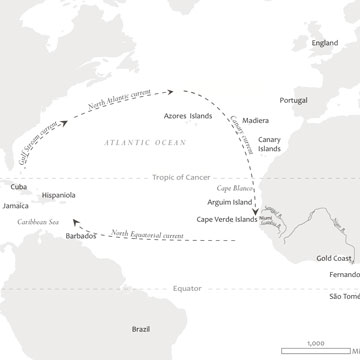 England
North Atlantic current
Portugal
Azores Islands
Madiera
Gulf Stream current
Canary current
ATLANTIC OCEAN
Canary
Islands
Tropic of Cancer
Cuba
Cape Blanco
Hispaniola
Jamaica
Arguim Island
Caribbean Sea
Cape Verde Islands
Barbados
North Equatorial current
Gold Coast
Fernando
Equator
São Tomé
Brazil
1,000
Mi